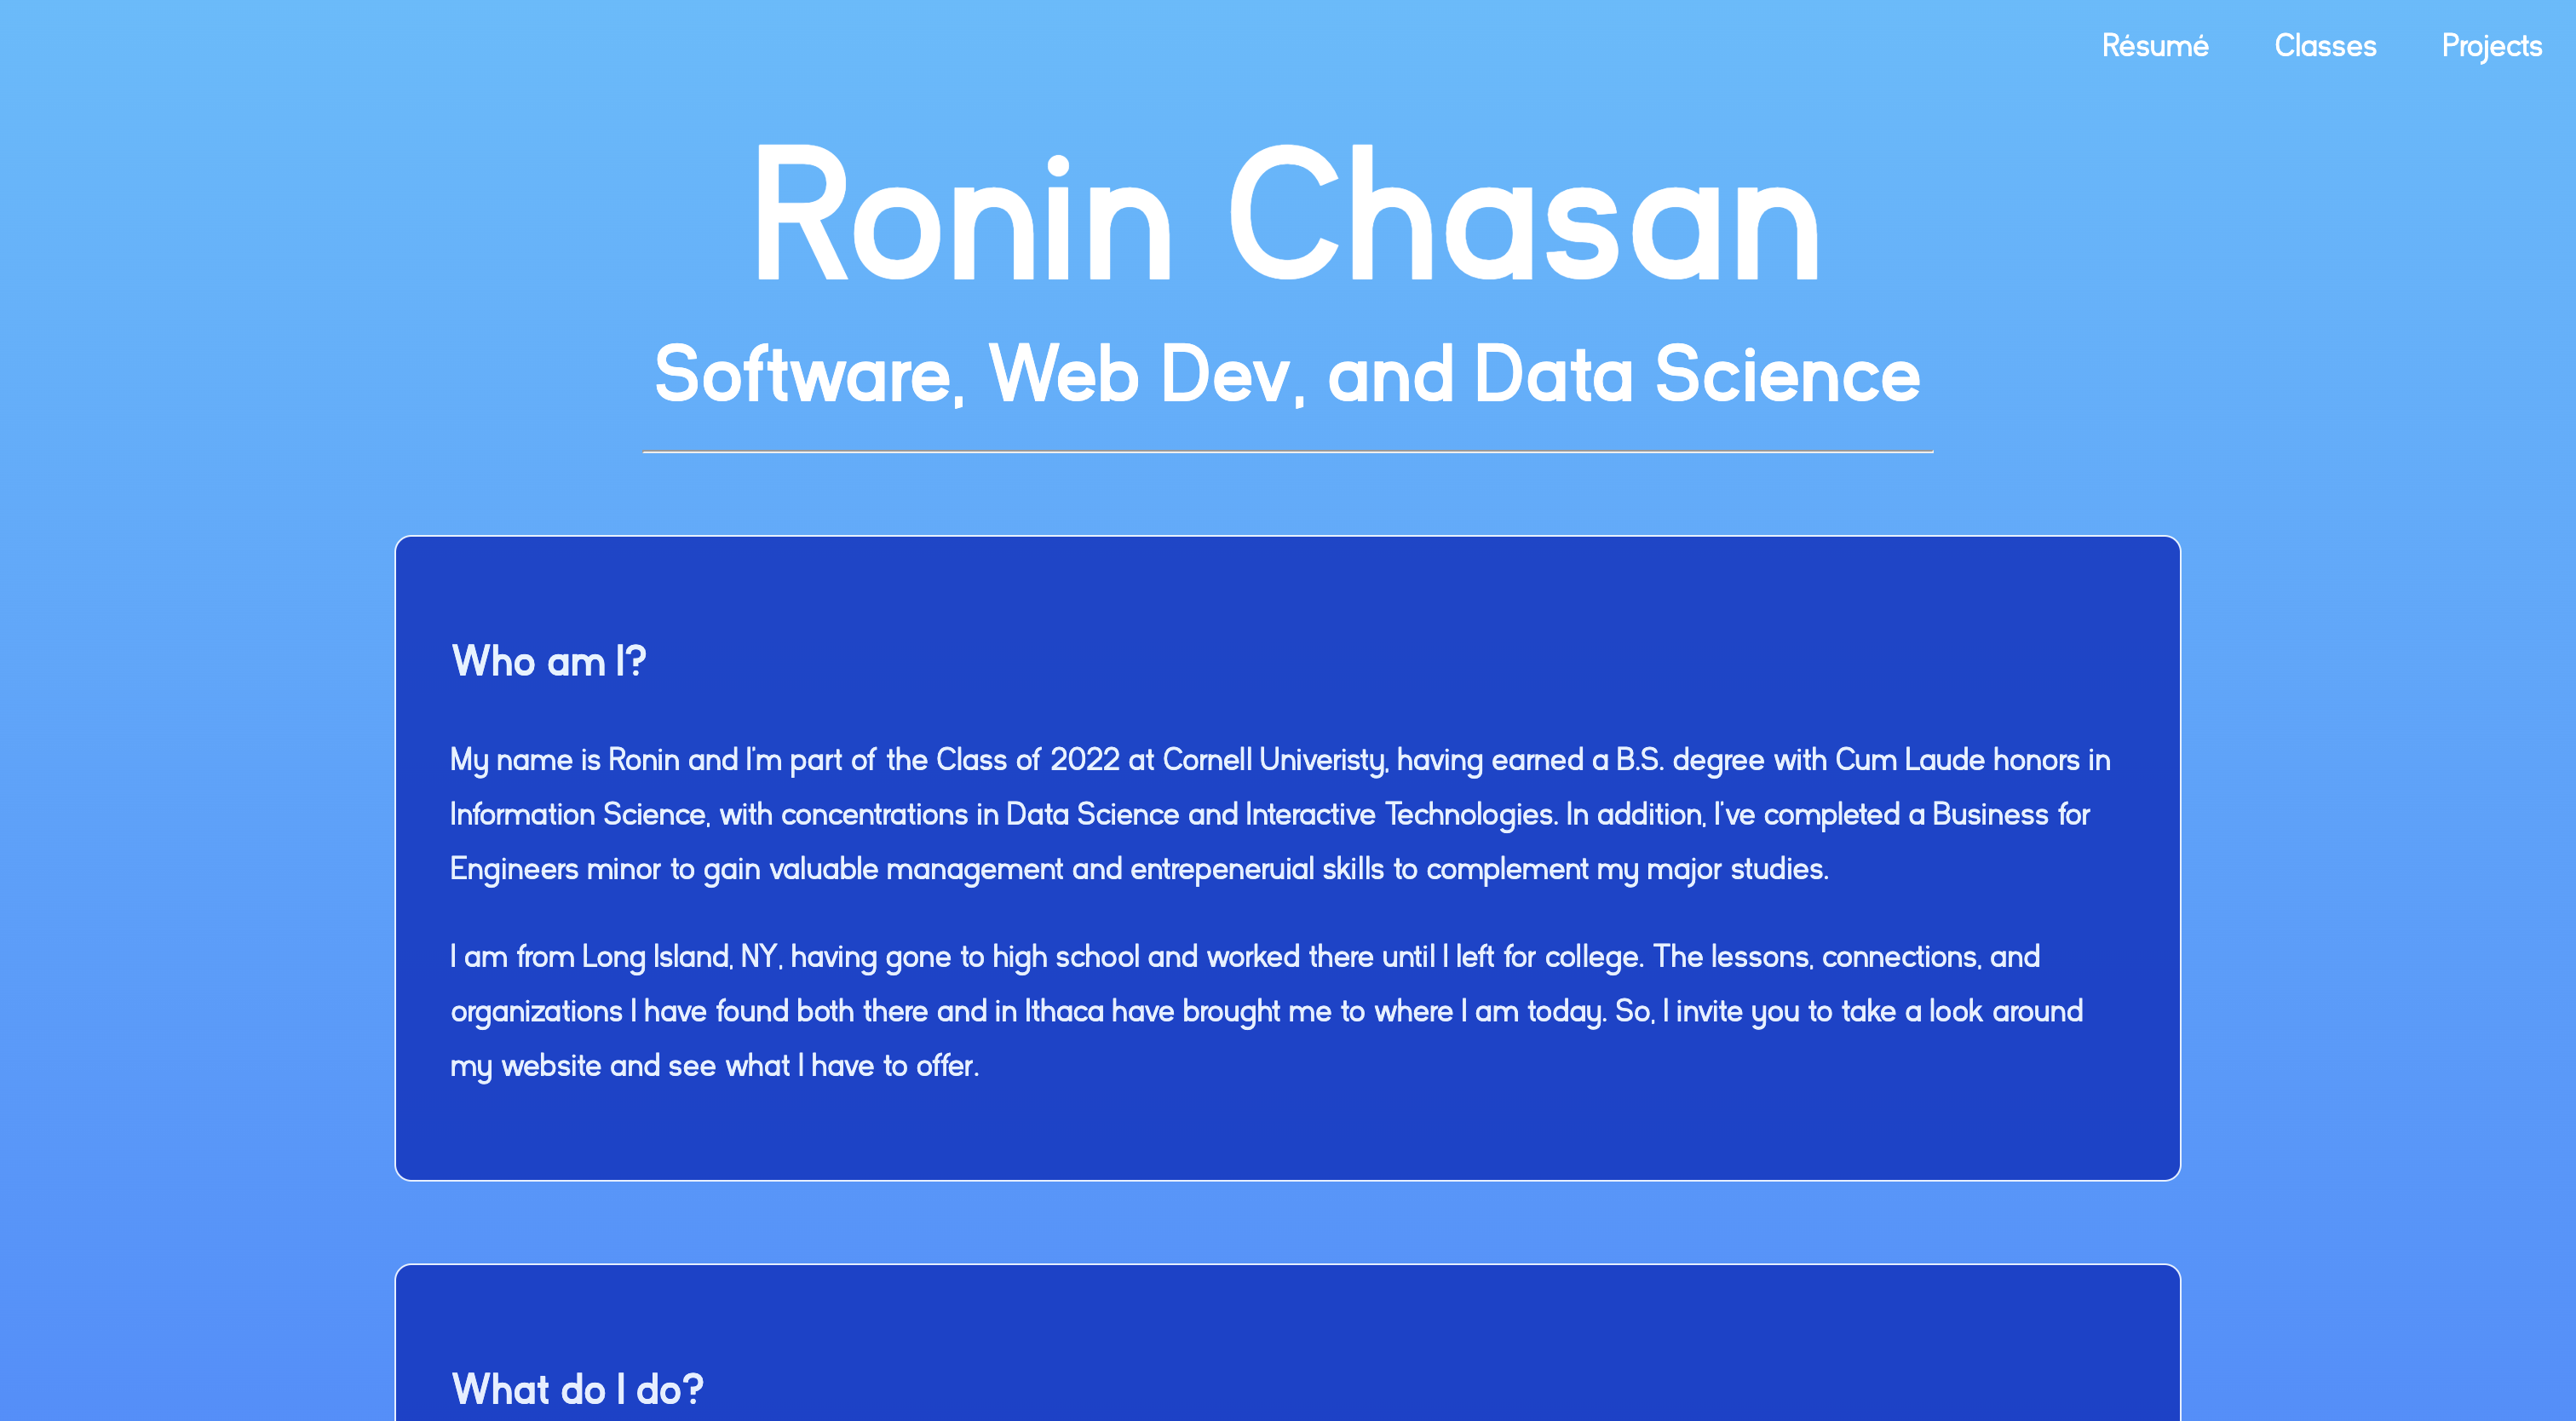 Résumé Classes Projects
Ronin Chasan
Software, Web Dev, and Data Science
Who am I?
My name is Ronin and I'm part of the Class of 2022 at Cornell Univeristy, having earned a B.S. degree with Cum Laude honors in
Information Science, with concentrations in Data Science and Interactive Technologies. In addition, I've completed a Business for
Engineers minor to gain valuable management and entrepeneruial skills to complement my major studies.
I am from Long Island, NY, having gone to high school and worked there until I left for college. The lessons, connections, and
organizations I have found both there and in Ithaca have brought me to where I am today. So, I invite you to take a look around
my website and see what I have to offer.
What do I do?